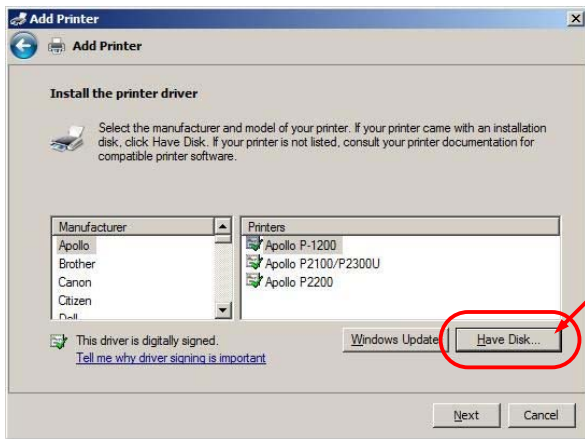 Add Printer
Add Printer
Install the printer driver
Select the manufacturer and model of your printer. If your printer came with an installation
disk, click Have Disk. If your printer is not listed, consult your printer documentation for
compatible printer software.
Manufacturer
Apollo
Brother
Canon
Citizen
Dell
Printers
Apollo P-1200
Apollo P2100/P2300U
Apollo P2200
This driver is digitally signed.
Tell me why driver signing is important
Windows Update
Have Disk...
Next
Cancel